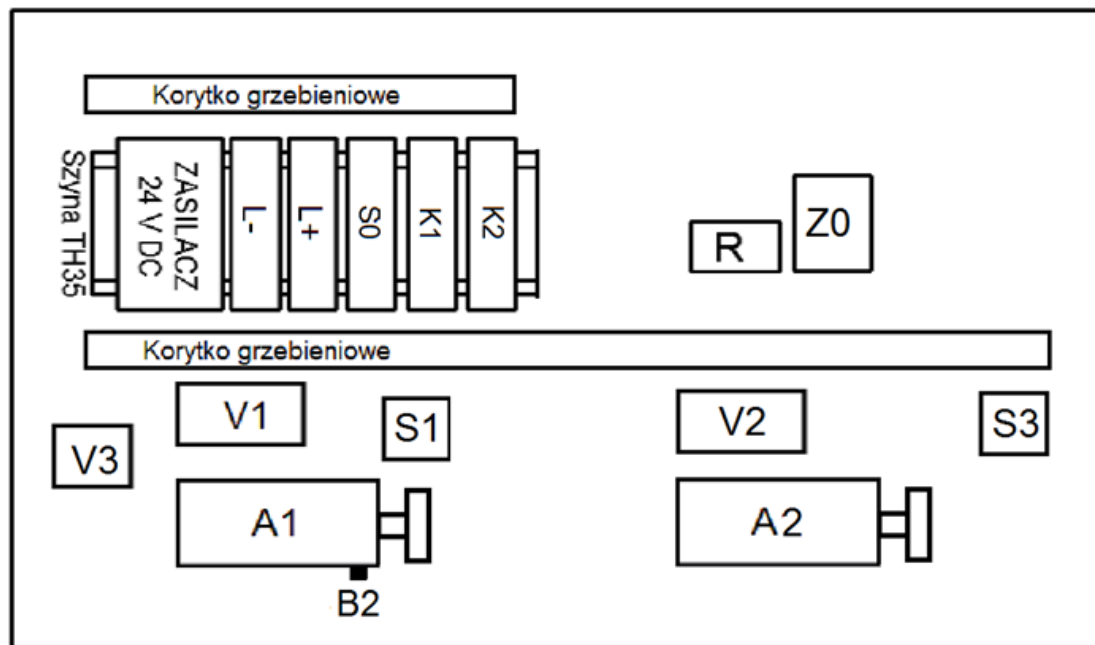 Korytko grzebieniowe
Szyna TH35
ZASILACZ
24 V DC
L-
L+
S0
K1
K2
R
Z0
Korytko grzebieniowe
V1
S1
V2
S3
V3
A1
A2
B2